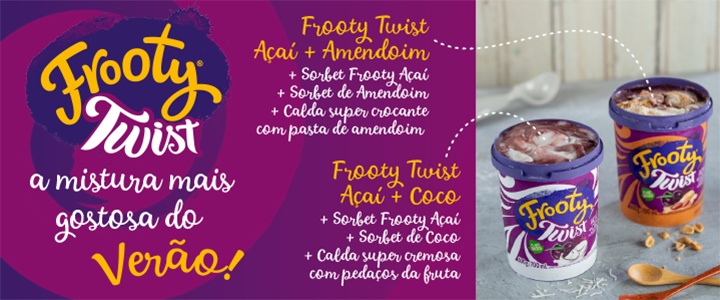 Frooty®
Twist
a mistura mais
gostosa do
Verão!
Frooty Twist
Açaí + Amendoim
+ Sorbet Frooty Açaí
+ Sorbet de Amendoim
+ Calda super crocante
com pasta de amendoim
Frooty Twist
Açaí + Coco
+ Sorbet Frooty Açaí
+ Sorbet de Coco
+ Calda super cremosa
com pedaços da fruta
Frooty
Twist
Frooty
Twist